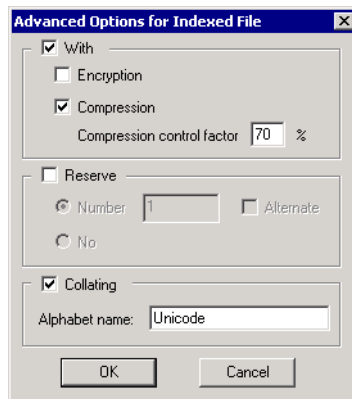 Advanced Options for Indexed File
With
Encryption
Compression
Compression control factor 70 %
Reserve
Number 1 Alternate
No
Collating
Alphabet name: Unicode
OK Cancel